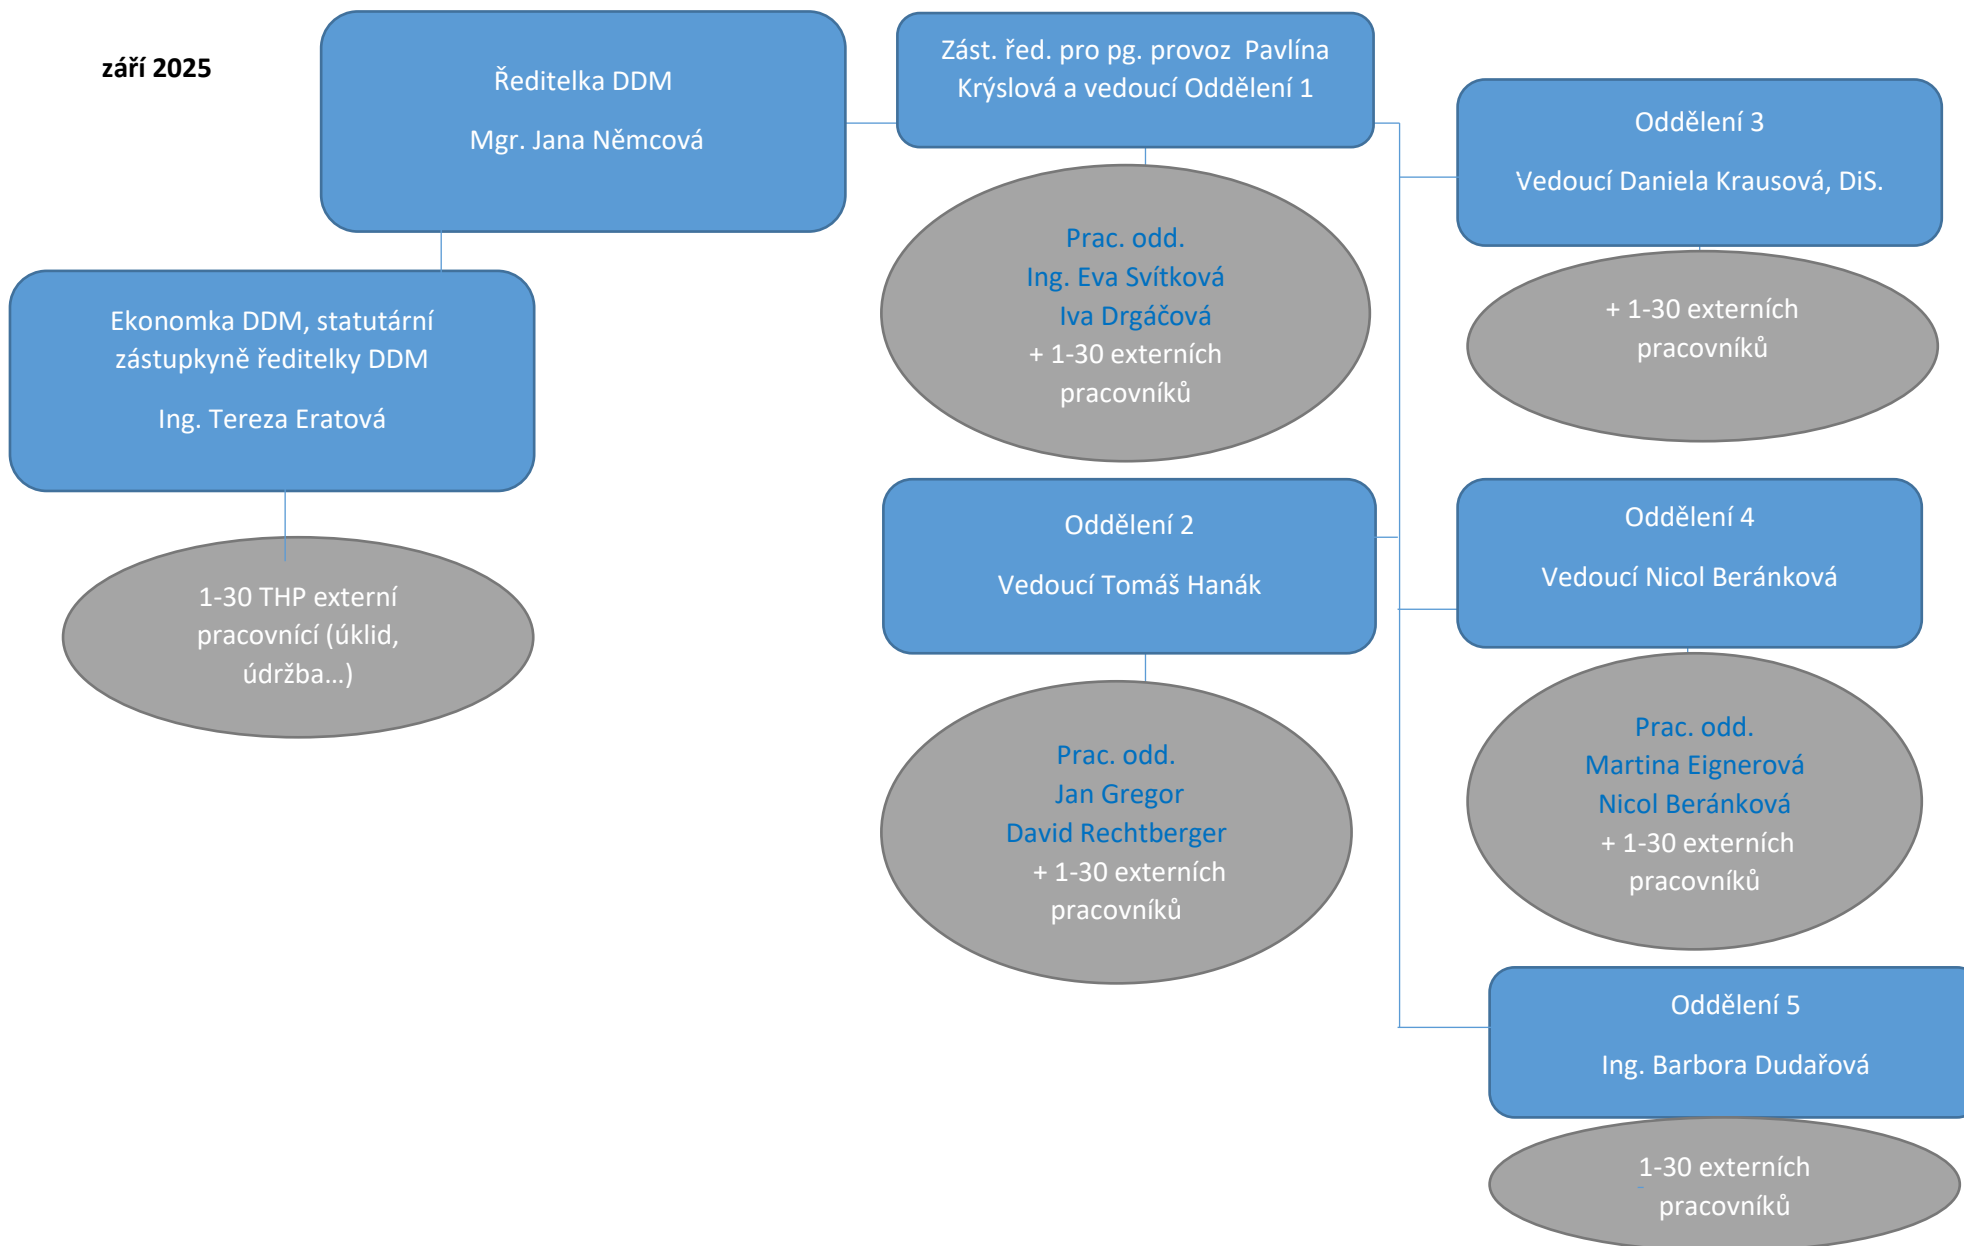 září 2025
Ředitelka DDM
Mgr. Jana Němcová
Zást. řed. pro pg. provoz  Pavlína
Krýslová a vedoucí Oddělení 1
Oddělení 3
Vedoucí Daniela Krausová, DiS.
Prac. odd.
Ing. Eva Svítková
Iva Drgáčová
+ 1-30 externích
pracovníků
+ 1-30 externích
pracovníků
Ekonomka DDM, statutární
zástupkyně ředitelky DDM
Ing. Tereza Eratová
1-30 THP externí
pracovnící (úklid,
údržba...)
Oddělení 2
Vedoucí Tomáš Hanák
Oddělení 4
Vedoucí Nicol Beránková
Prac. odd.
Jan Gregor
David Rechtberger
+ 1-30 externích
pracovníků
Prac. odd.
Martina Eignerová
Nicol Beránková
+ 1-30 externích
pracovníků
Oddělení 5
Ing. Barbora Dudařová
1-30 externích
pracovníků